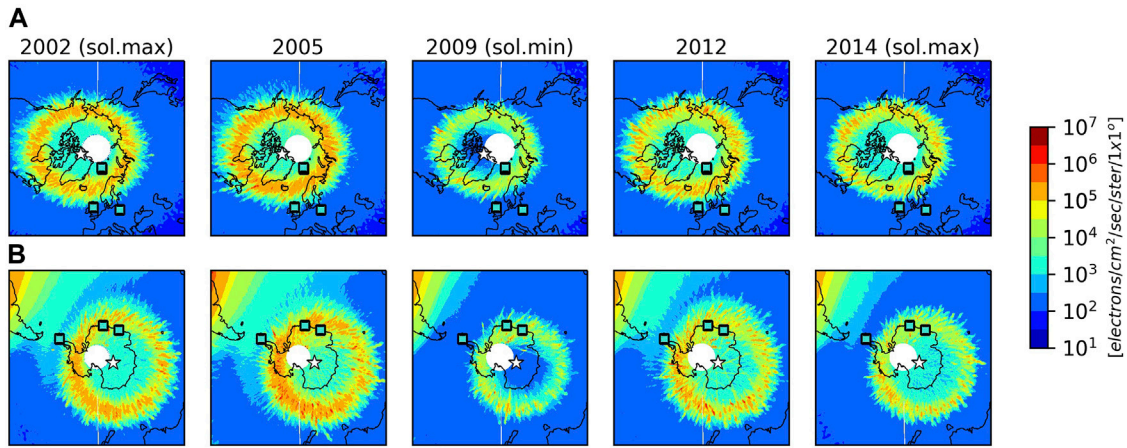 A
2002 (sol.max)
2005
2009 (sol.min)
2012
2014 (sol.max)
B
10⁷
10⁶
10⁵
10⁴
10³
10²
10¹
[electrons/cm²/sec/ster/1x1°]